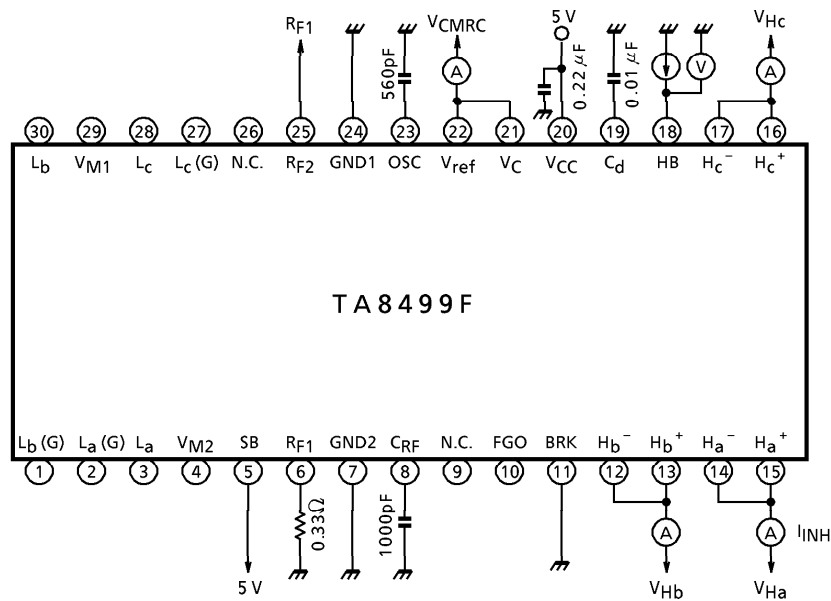 RF1
VCMRC
5 V
VHc
560pF
A
0.22 μF
0.01 μF
V
A
30 29 28 27 26 25 24 23 22 21 20 19 18 17 16
Lb VM1 Lc Lc (G) N.C. RF2 GND1 OSC Vref VC VCC Cd HB Hc⁻ Hc⁺
TA8499F
Lb (G) La (G) La VM2 SB RF1 GND2 CRF N.C. FGO BRK Hb⁻ Hb⁺ Ha⁻ Ha⁺
1 2 3 4 5 6 7 8 9 10 11 12 13 14 15
0.33Ω
1000pF
A
A
IINH
5 V
VHb
VHa